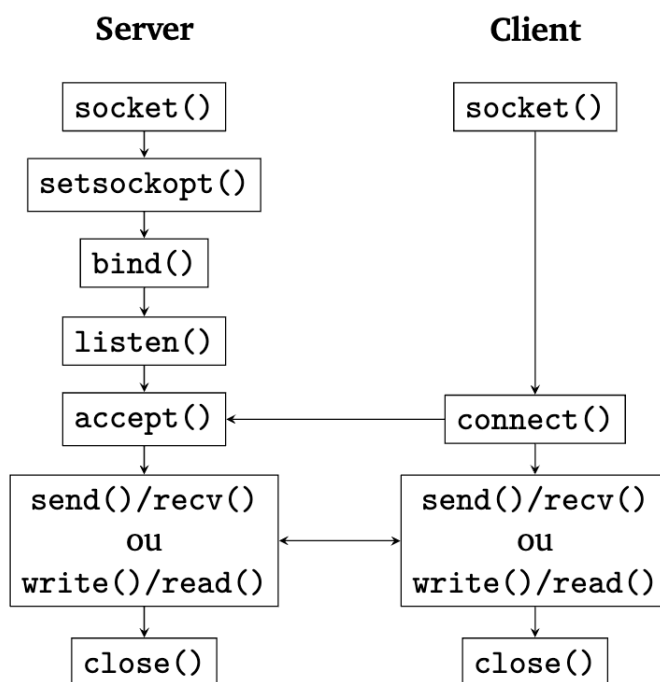 Server
Client
socket()
socket()
setsockopt()
bind()
listen()
accept()
connect()
send()/recv()
ou
write()/read()
send()/recv()
ou
write()/read()
close()
close()